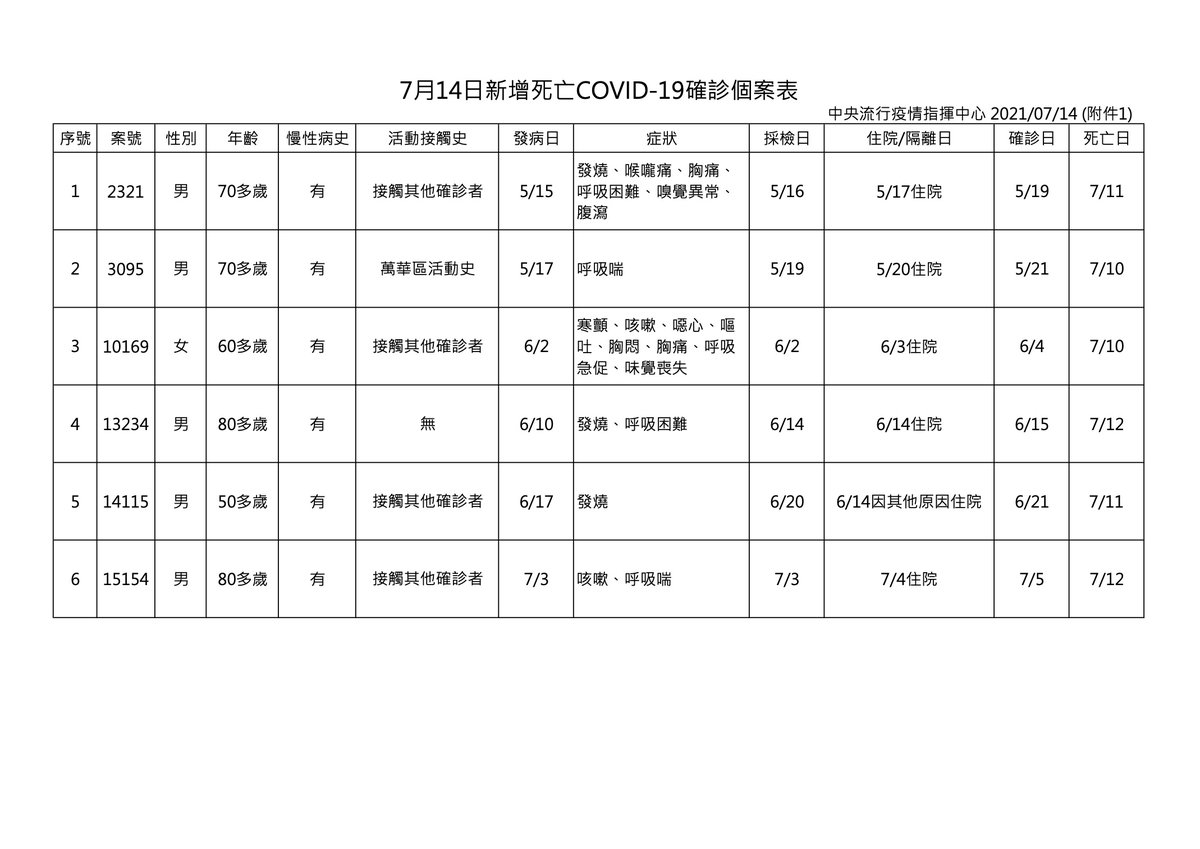 7月14日新增死亡COVID-19確診個案表
中央流行疫情指揮中心 2021/07/14 (附件1)
序號 案號 性別 年齡 慢性病史 活動接觸史 發病日 症狀 採檢日 住院/隔離日 確診日 死亡日
1 2321 男 70多歲 有 接觸其他確診者 5/15 發燒、喉嚨痛、胸痛、
呼吸困難、嗅覺異常、
腹瀉 5/16 5/17住院 5/19 7/11
2 3095 男 70多歲 有 萬華區活動史 5/17 呼吸喘 5/19 5/20住院 5/21 7/10
3 10169 女 60多歲 有 接觸其他確診者 6/2 寒顫、咳嗽、噁心、嘔
吐、胸悶、胸痛、呼吸
急促、味覺喪失 6/2 6/3住院 6/4 7/10
4 13234 男 80多歲 有 無 6/10 發燒、呼吸困難 6/14 6/14住院 6/15 7/12
5 14115 男 50多歲 有 接觸其他確診者 6/17 發燒 6/20 6/14因其他原因住院 6/21 7/11
6 15154 男 80多歲 有 接觸其他確診者 7/3 咳嗽、呼吸喘 7/3 7/4住院 7/5 7/12